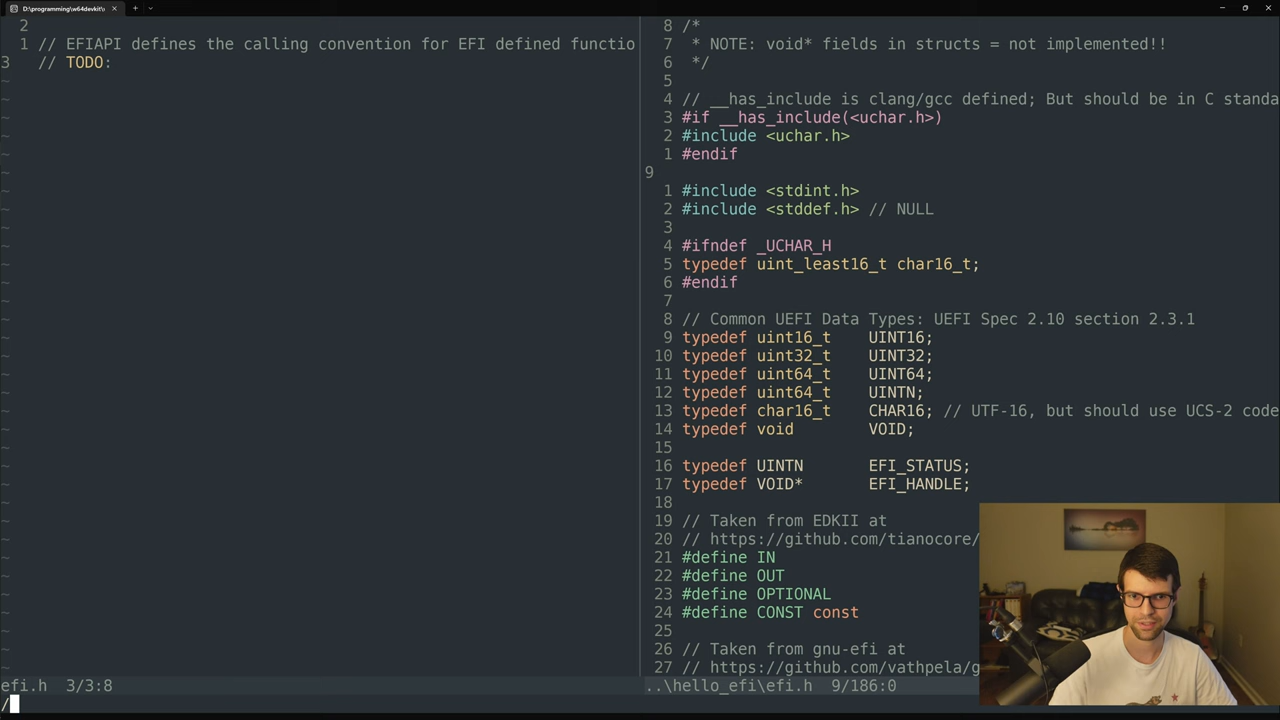 D:\programming\w64devkit\
2
1 // EFIAPI defines the calling convention for EFI defined functio
3 // TODO:
efi.h 3/3:8
/
8 /*
7 * NOTE: void* fields in structs = not implemented!!
6 */
5
4 // __has_include is clang/gcc defined; But should be in C standa
3 #if __has_include(<uchar.h>)
2 #include <uchar.h>
1 #endif
9
1 #include <stdint.h>
2 #include <stddef.h> // NULL
3
4 #ifndef _UCHAR_H
5 typedef uint_least16_t char16_t;
6 #endif
7
8 // Common UEFI Data Types: UEFI Spec 2.10 section 2.3.1
9 typedef uint16_t UINT16;
10 typedef uint32_t UINT32;
11 typedef uint64_t UINT64;
12 typedef uint64_t UINTN;
13 typedef char16_t CHAR16; // UTF-16, but should use UCS-2 code
14 typedef void VOID;
15
16 typedef UINTN EFI_STATUS;
17 typedef VOID* EFI_HANDLE;
18
19 // Taken from EDKII at
20 // https://github.com/tianocore/
21 #define IN
22 #define OUT
23 #define OPTIONAL
24 #define CONST const
25
26 // Taken from gnu-efi at
27 // https://github.com/vathpela/g
..\hello_efi\efi.h 9/186:0